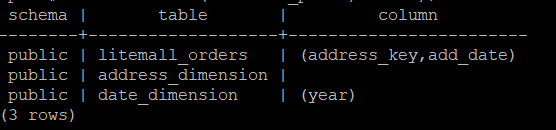 schema | table | column
--------+--------------------+------------------------
public | litemall_orders | (address_key,add_date)
public | address_dimension |
public | date_dimension | (year)
(3 rows)